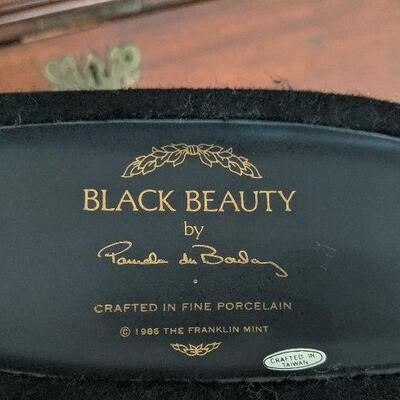 BLACK BEAUTY
by
Pamela du Boulay
CRAFTED IN FINE PORCELAIN
© 1986 THE FRANKLIN MINT
CRAFTED IN
TAIWAN